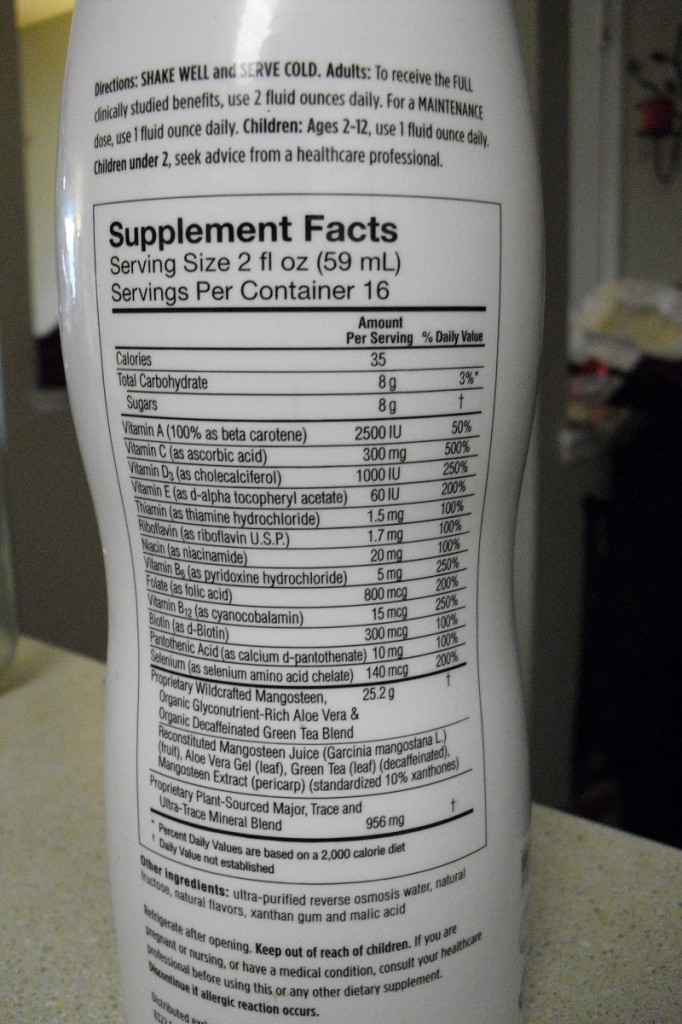 Directions: SHAKE WELL and SERVE COLD. Adults: To receive the FULL
clinically studied benefits, use 2 fluid ounces daily. For a MAINTENANCE
dose, use 1 fluid ounce daily. Children: Ages 2-12, use 1 fluid ounce daily.
Children under 2, seek advice from a healthcare professional.
Supplement Facts
Serving Size 2 fl oz (59 mL)
Servings Per Container 16
Amount
Per Serving % Daily Value
Calories 35
Total Carbohydrate 8 g 3%*
Sugars 8 g †
Vitamin A (100% as beta carotene) 2500 IU 50%
Vitamin C (as ascorbic acid) 300 mg 500%
Vitamin D3 (as cholecalciferol) 1000 IU 250%
Vitamin E (as d-alpha tocopheryl acetate) 60 IU 200%
Thiamin (as thiamine hydrochloride) 1.5 mg 100%
Riboflavin (as riboflavin U.S.P.) 1.7 mg 100%
Niacin (as niacinamide) 20 mg 100%
Vitamin B6 (as pyridoxine hydrochloride) 5 mg 250%
Folate (as folic acid) 800 mcg 200%
Vitamin B12 (as cyanocobalamin) 15 mcg 250%
Biotin (as d-Biotin) 300 mcg 100%
Pantothenic Acid (as calcium d-pantothenate) 10 mg 100%
Selenium (as selenium amino acid chelate) 140 mcg 200%
Proprietary Wildcrafted Mangosteen, 25.2 g †
Organic Glyconutrient-Rich Aloe Vera &
Organic Decaffeinated Green Tea Blend
Reconstituted Mangosteen Juice (Garcinia mangostana L.)
(fruit), Aloe Vera Gel (leaf), Green Tea (leaf) (decaffeinated),
Mangosteen Extract (pericarp) (standardized 10% xanthones)
Proprietary Plant-Sourced Major, Trace and
Ultra-Trace Mineral Blend 956 mg †
* Percent Daily Values are based on a 2,000 calorie diet
† Daily Value not established
Other ingredients: ultra-purified reverse osmosis water, natural
fructose, natural flavors, xanthan gum and malic acid
Refrigerate after opening. Keep out of reach of children. If you are
pregnant or nursing, or have a medical condition, consult your healthcare
professional before using this or any other dietary supplement.
Discontinue if allergic reaction occurs.
Distributed